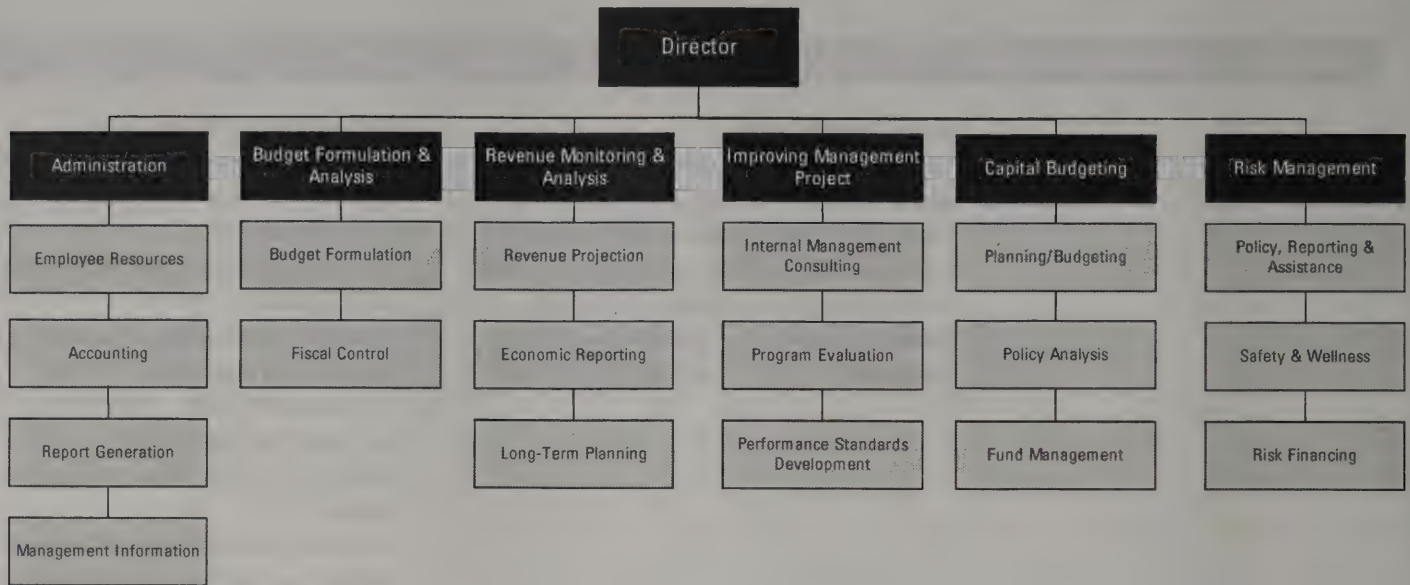 Director
Administration
Employee Resources
Accounting
Report Generation
Management Information
Budget Formulation &
Analysis
Budget Formulation
Fiscal Control
Revenue Monitoring &
Analysis
Revenue Projection
Economic Reporting
Long-Term Planning
Improving Management
Project
Internal Management
Consulting
Program Evaluation
Performance Standards
Development
Capital Budgeting
Planning/Budgeting
Policy Analysis
Fund Management
Risk Management
Policy, Reporting &
Assistance
Safety & Wellness
Risk Financing